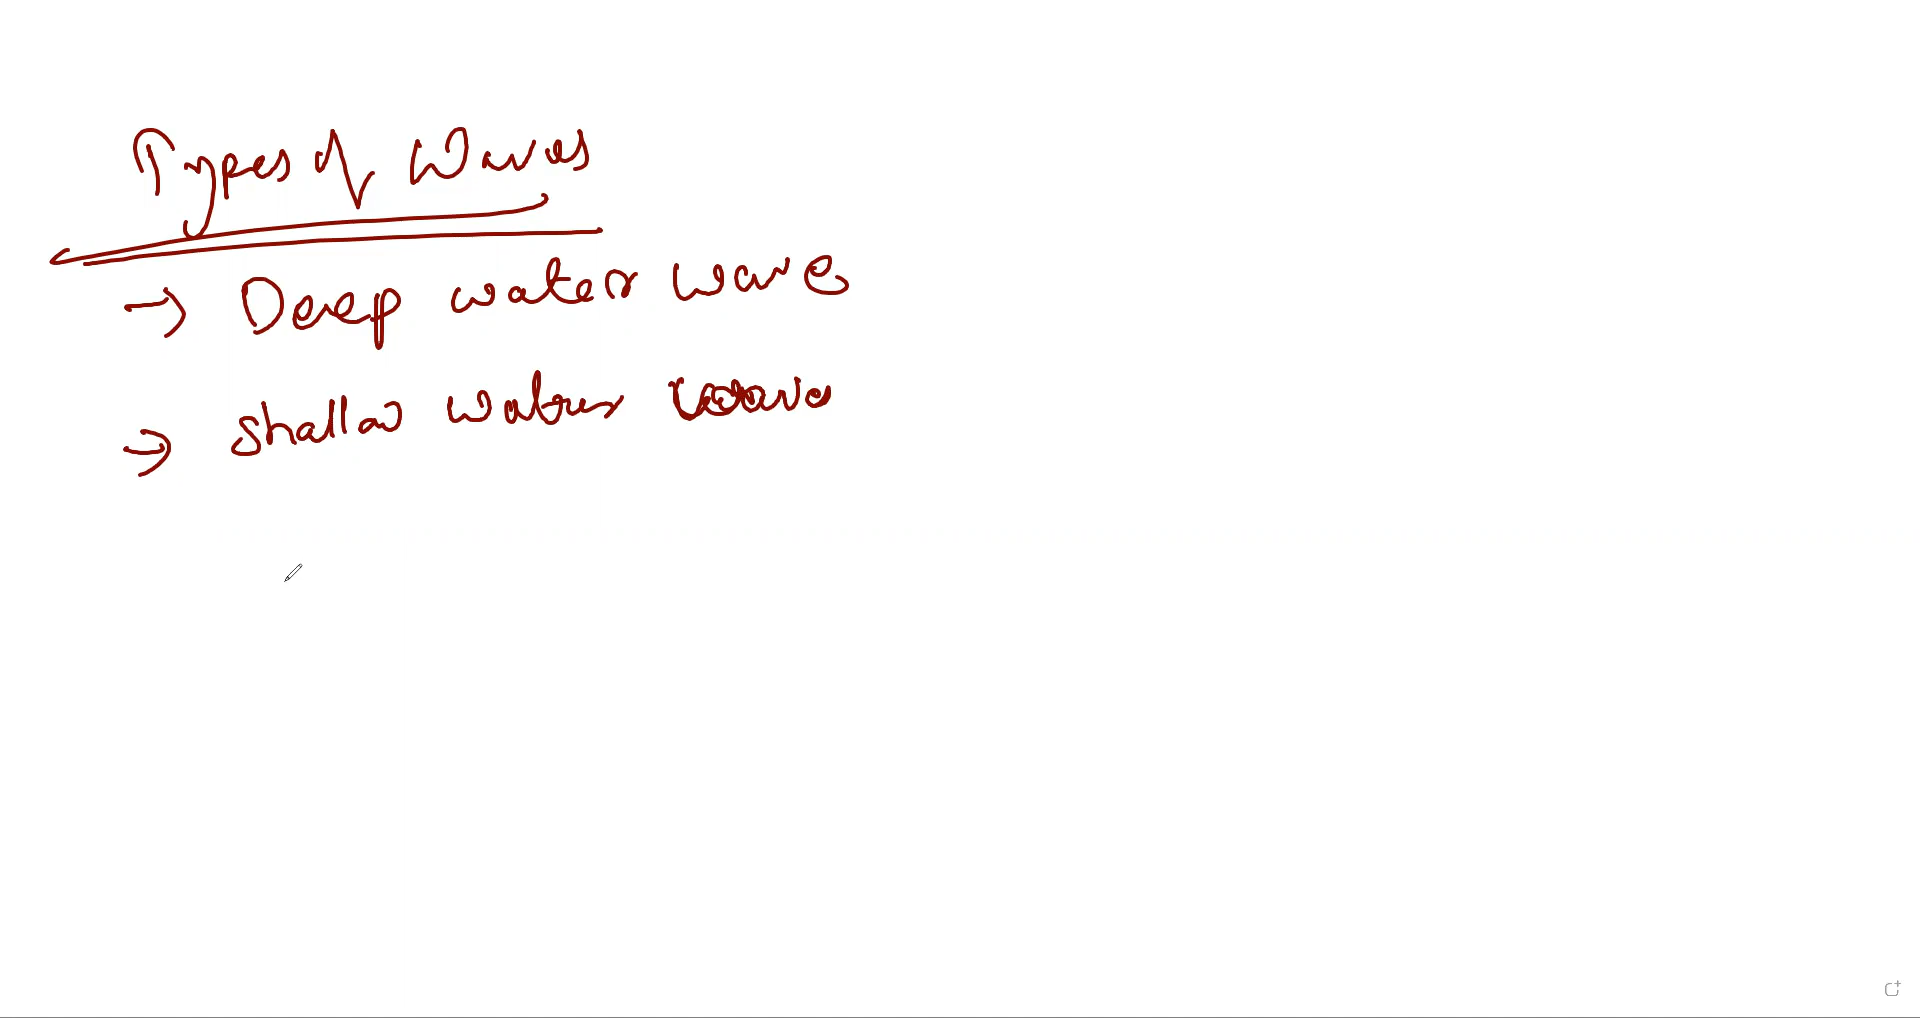 Types of Waves
→ Deep water wave
→ Shallow water wave